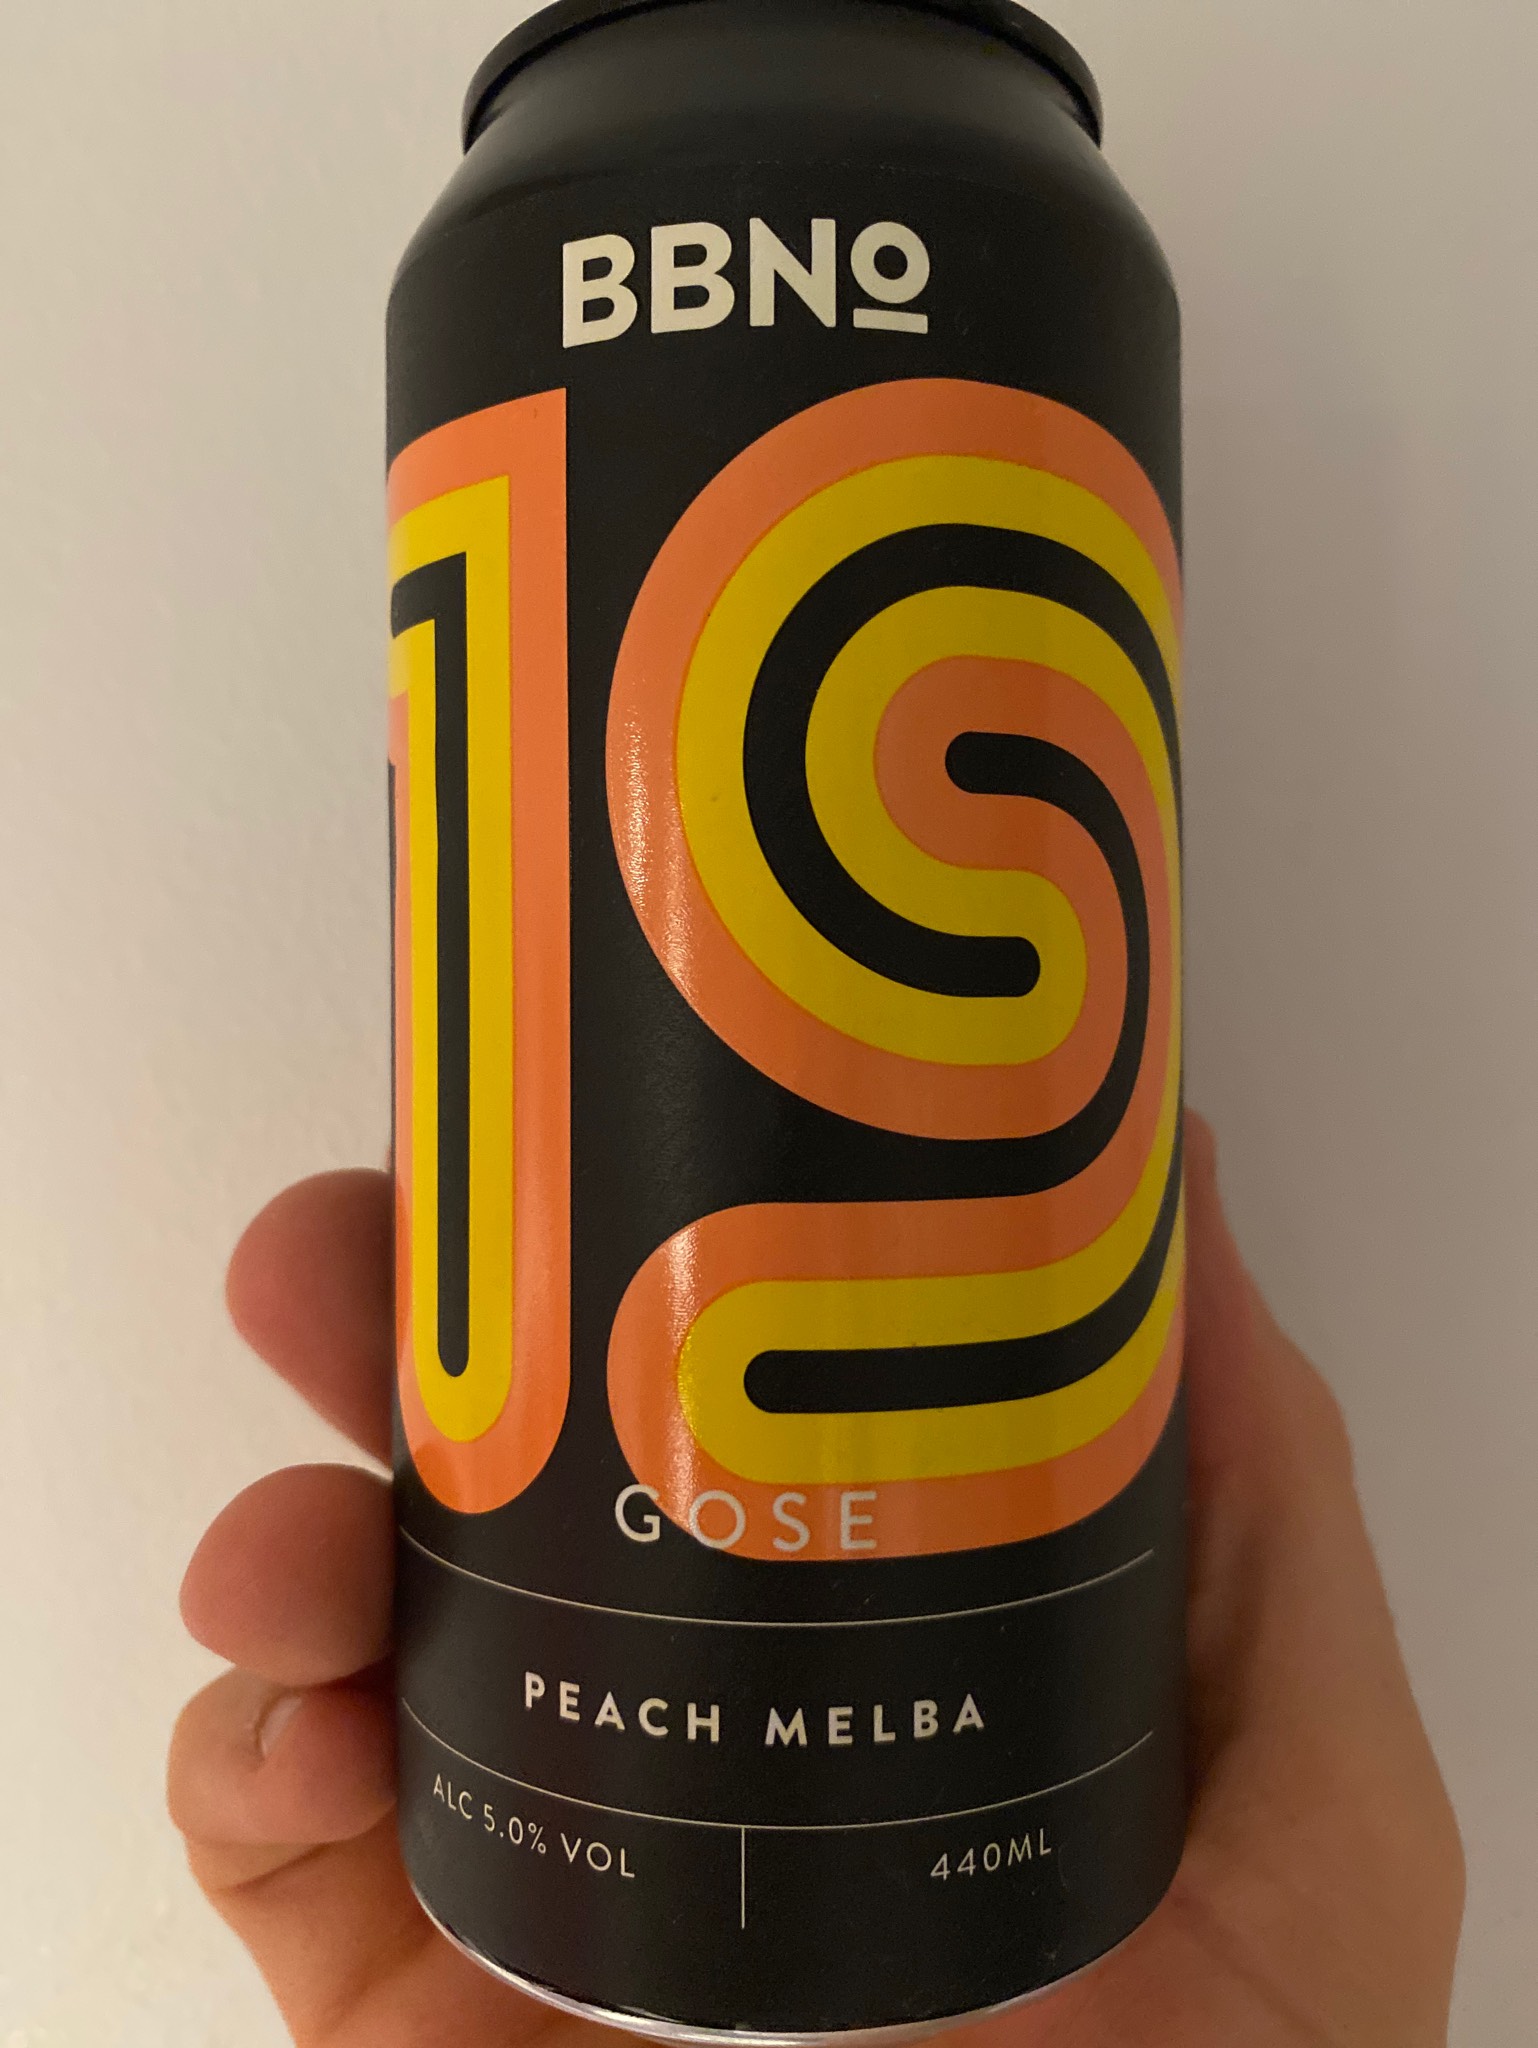 BBNO
19
GOSE
PEACH MELBA
ALC 5.0% VOL
440ML